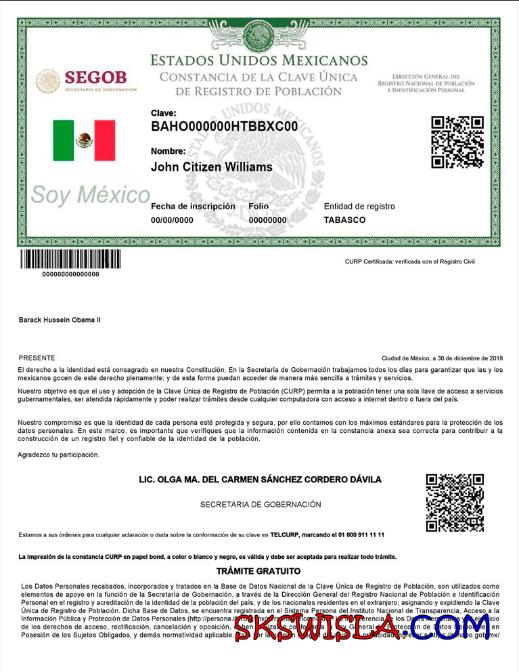 ESTADOS UNIDOS MEXICANOS
CONSTANCIA DE LA CLAVE ÚNICA
DE REGISTRO DE POBLACIÓN
SEGOB
SECRETARÍA DE GOBERNACIÓN
DIRECCIÓN GENERAL DEL
REGISTRO NACIONAL DE POBLACIÓN
E IDENTIFICACIÓN PERSONAL
Clave:
BAHO000000HTBBXC00
Nombre:
John Citizen Williams
Soy México
Fecha de inscripción Folio Entidad de registro
00/00/0000 00000000 TABASCO
000000000000000
CURP Certificada: verificada con el Registro Civil
Barack Hussein Obama II
PRESENTE
Ciudad de México, a 30 de diciembre de 2018
El derecho a la identidad está consagrado en nuestra Constitución. En la Secretaría de Gobernación trabajamos todos los días para garantizar que las y los
mexicanos gocen de este derecho plenamente; y de esta forma puedan acceder de manera más sencilla a trámites y servicios.
Nuestro objetivo es que el uso y adopción de la Clave Única de Registro de Población (CURP) permita a la población tener una sola llave de acceso a servicios
gubernamentales, ser atendida rápidamente y poder realizar trámites desde cualquier computadora con acceso a internet dentro o fuera del país.
Nuestro compromiso es que la identidad de cada persona esté protegida y segura, por ello contamos con los máximos estándares para la protección de los
datos personales. En este marco, es importante que verifiques que la información contenida en la constancia anexa sea correcta para contribuir a la
construcción de un registro fiel y confiable de la identidad de la población.
Agradezco tu participación.
LIC. OLGA MA. DEL CARMEN SÁNCHEZ CORDERO DÁVILA
SECRETARIA DE GOBERNACIÓN
Estamos a sus órdenes para cualquier aclaración o duda sobre la conformación de su clave en TELCURP, marcando el 01 800 911 11 11
La impresión de la constancia CURP en papel bond, a color o blanco y negro, es válida y debe ser aceptada para realizar todo trámite.
TRÁMITE GRATUITO
Los Datos Personales recabados, incorporados y tratados en la Base de Datos Nacional de la Clave Única de Registro de Población, son utilizados como
elementos de apoyo en la función de la Secretaría de Gobernación, a través de la Dirección General del Registro Nacional de Población e Identificación
Personal en el registro y acreditación de la identidad de la población del país, y de los nacionales residentes en el extranjero; asignando y expidiendo la Clave
Única de Registro de Población. Dicha Base de Datos, se encuentra registrada en el Sistema Persona del Instituto Nacional de Transparencia, Acceso a la
Información Pública y Protección de Datos Personales (http://persona.
de los derechos de acceso, rectificación, cancelación y oposición,
Posesión de los Sujetos Obligados, y demás normatividad aplicable
SKSWISLA.COM